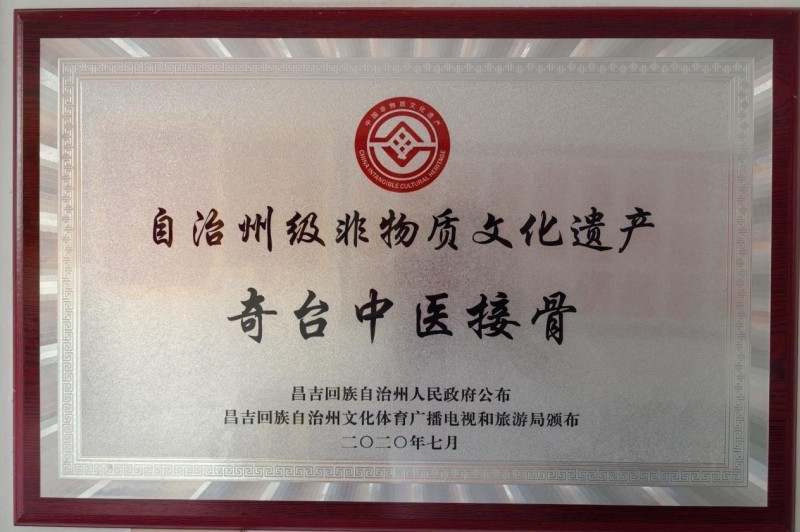 中国非物质文化遗产
CHINA INTANGIBLE CULTURAL HERITAGE
自治州级非物质文化遗产
奇台中医接骨
昌吉回族自治州人民政府公布
昌吉回族自治州文化体育广播电视和旅游局颁布
二〇二〇年七月